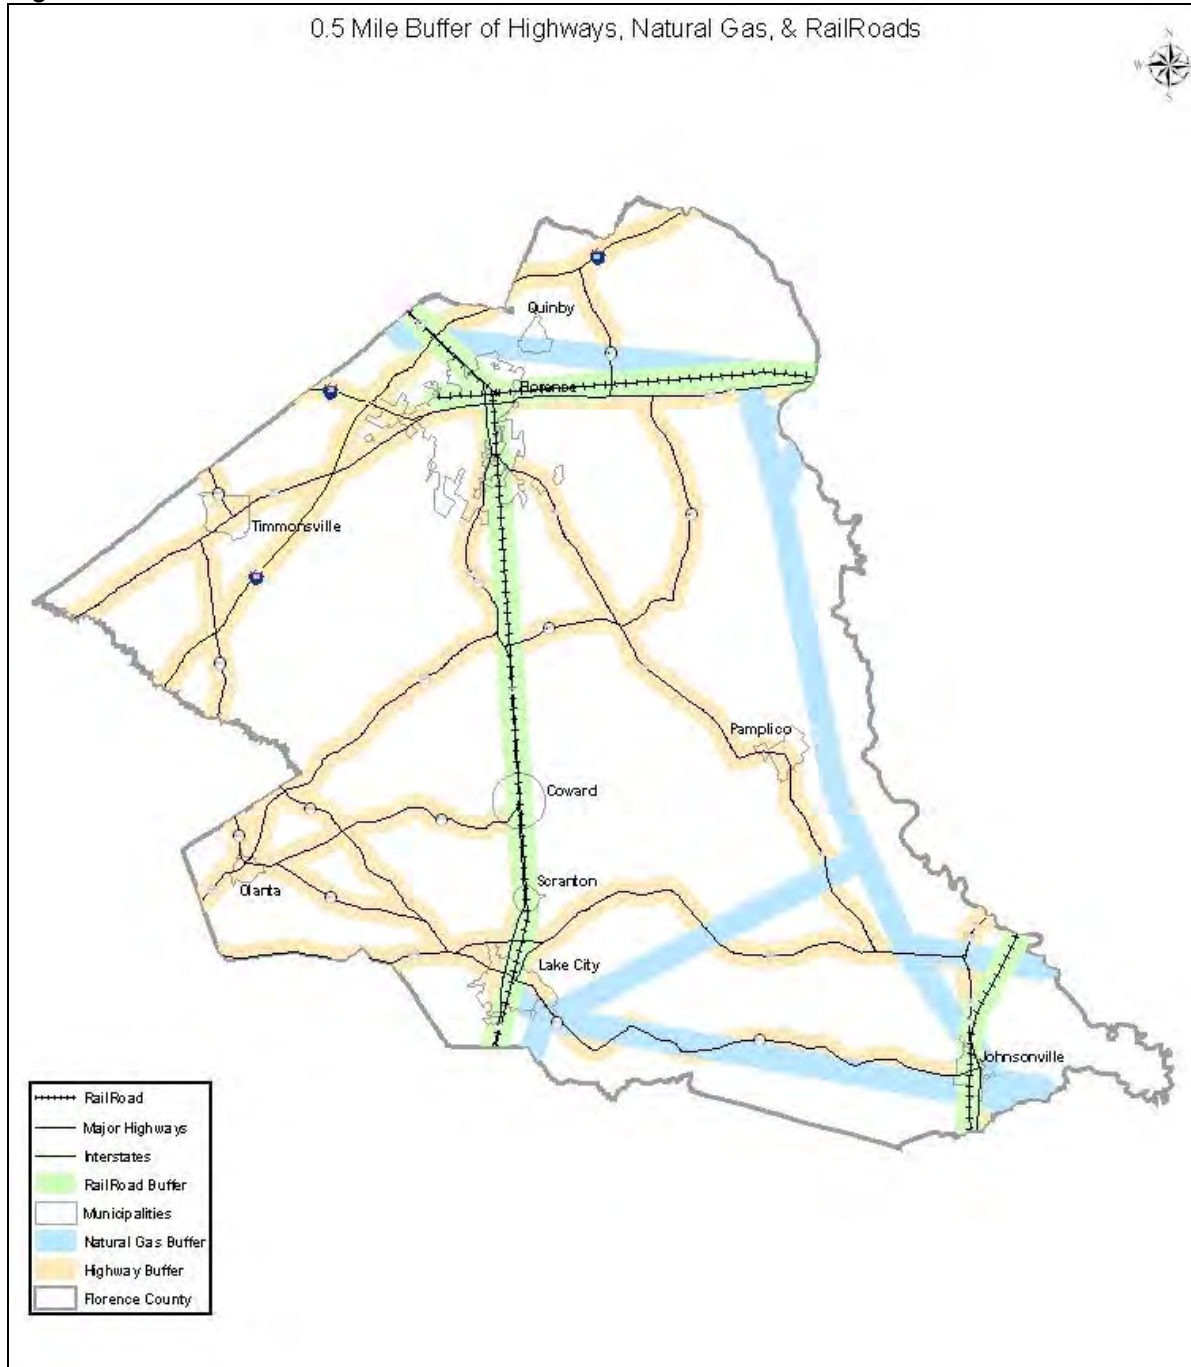 0.5 Mile Buffer of Highways, Natural Gas, & RailRoads
N
W
S
Quinby
Florence
Timmonsville
Pamplico
Coward
Scranton
Olanta
Lake City
Johnsonville
RailRoad
Major Highways
Interstates
RailRoad Buffer
Municipalities
Natural Gas Buffer
Highway Buffer
Florence County